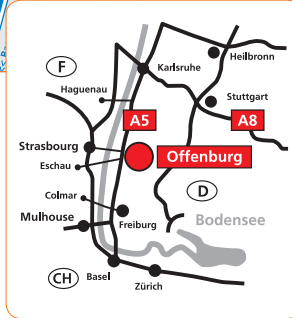 Heilbronn
F
Karlsruhe
Haguenau
Stuttgart
A5
A8
Strasbourg
Offenburg
Eschau
D
Colmar
Mulhouse
Freiburg
Bodensee
CH
Basel
Zürich